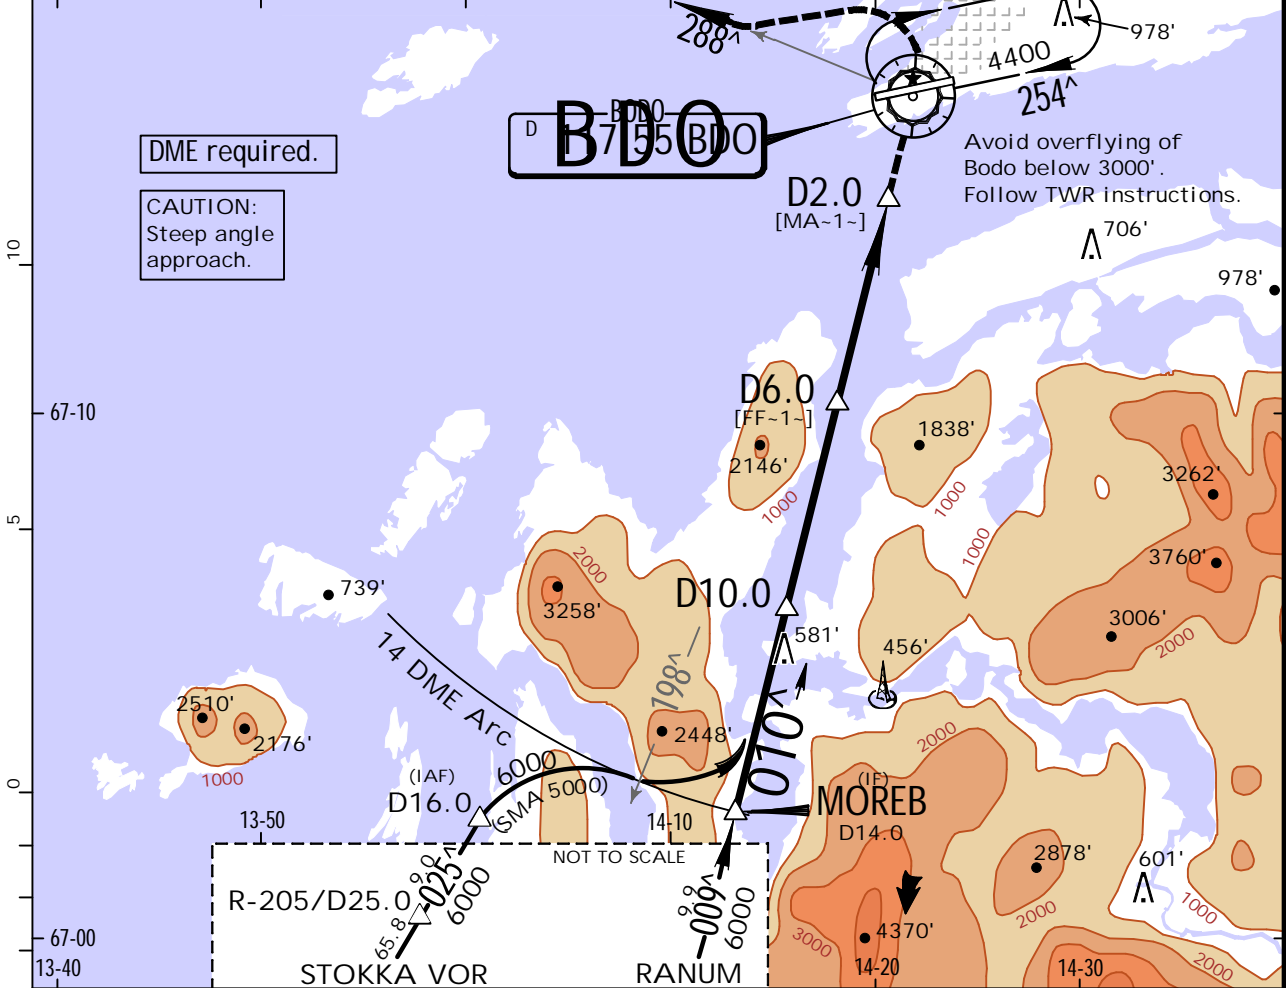 978'
288^
4400
254^
BODO
D 117.55 BDO
BDO
Avoid overflying of
Bodo below 3000'.
Follow TWR instructions.
DME required.
CAUTION:
Steep angle
approach.
D2.0
[MA~1~]
706'
10
978'
67-10
D6.0
[FF~1~]
2146'
1000
1838'
1000
3262'
5
2000
1000
3760'
739'
3258'
D10.0
3006'
2000
581'
456'
14 DME Arc
198^
2510'
2176'
1000
2448'
010^
2000
0
(IAF)
D16.0
6000
(SMA 5000)
(IF)
MOREB
D14.0
13-50
14-10
NOT TO SCALE
2878'
601'
R-205/D25.0
9.0
025^
6000
65.8
9.9
009^
6000
2000
1000
3000
4370'
67-00
13-40
STOKKA VOR
RANUM
14-20
14-30
2000